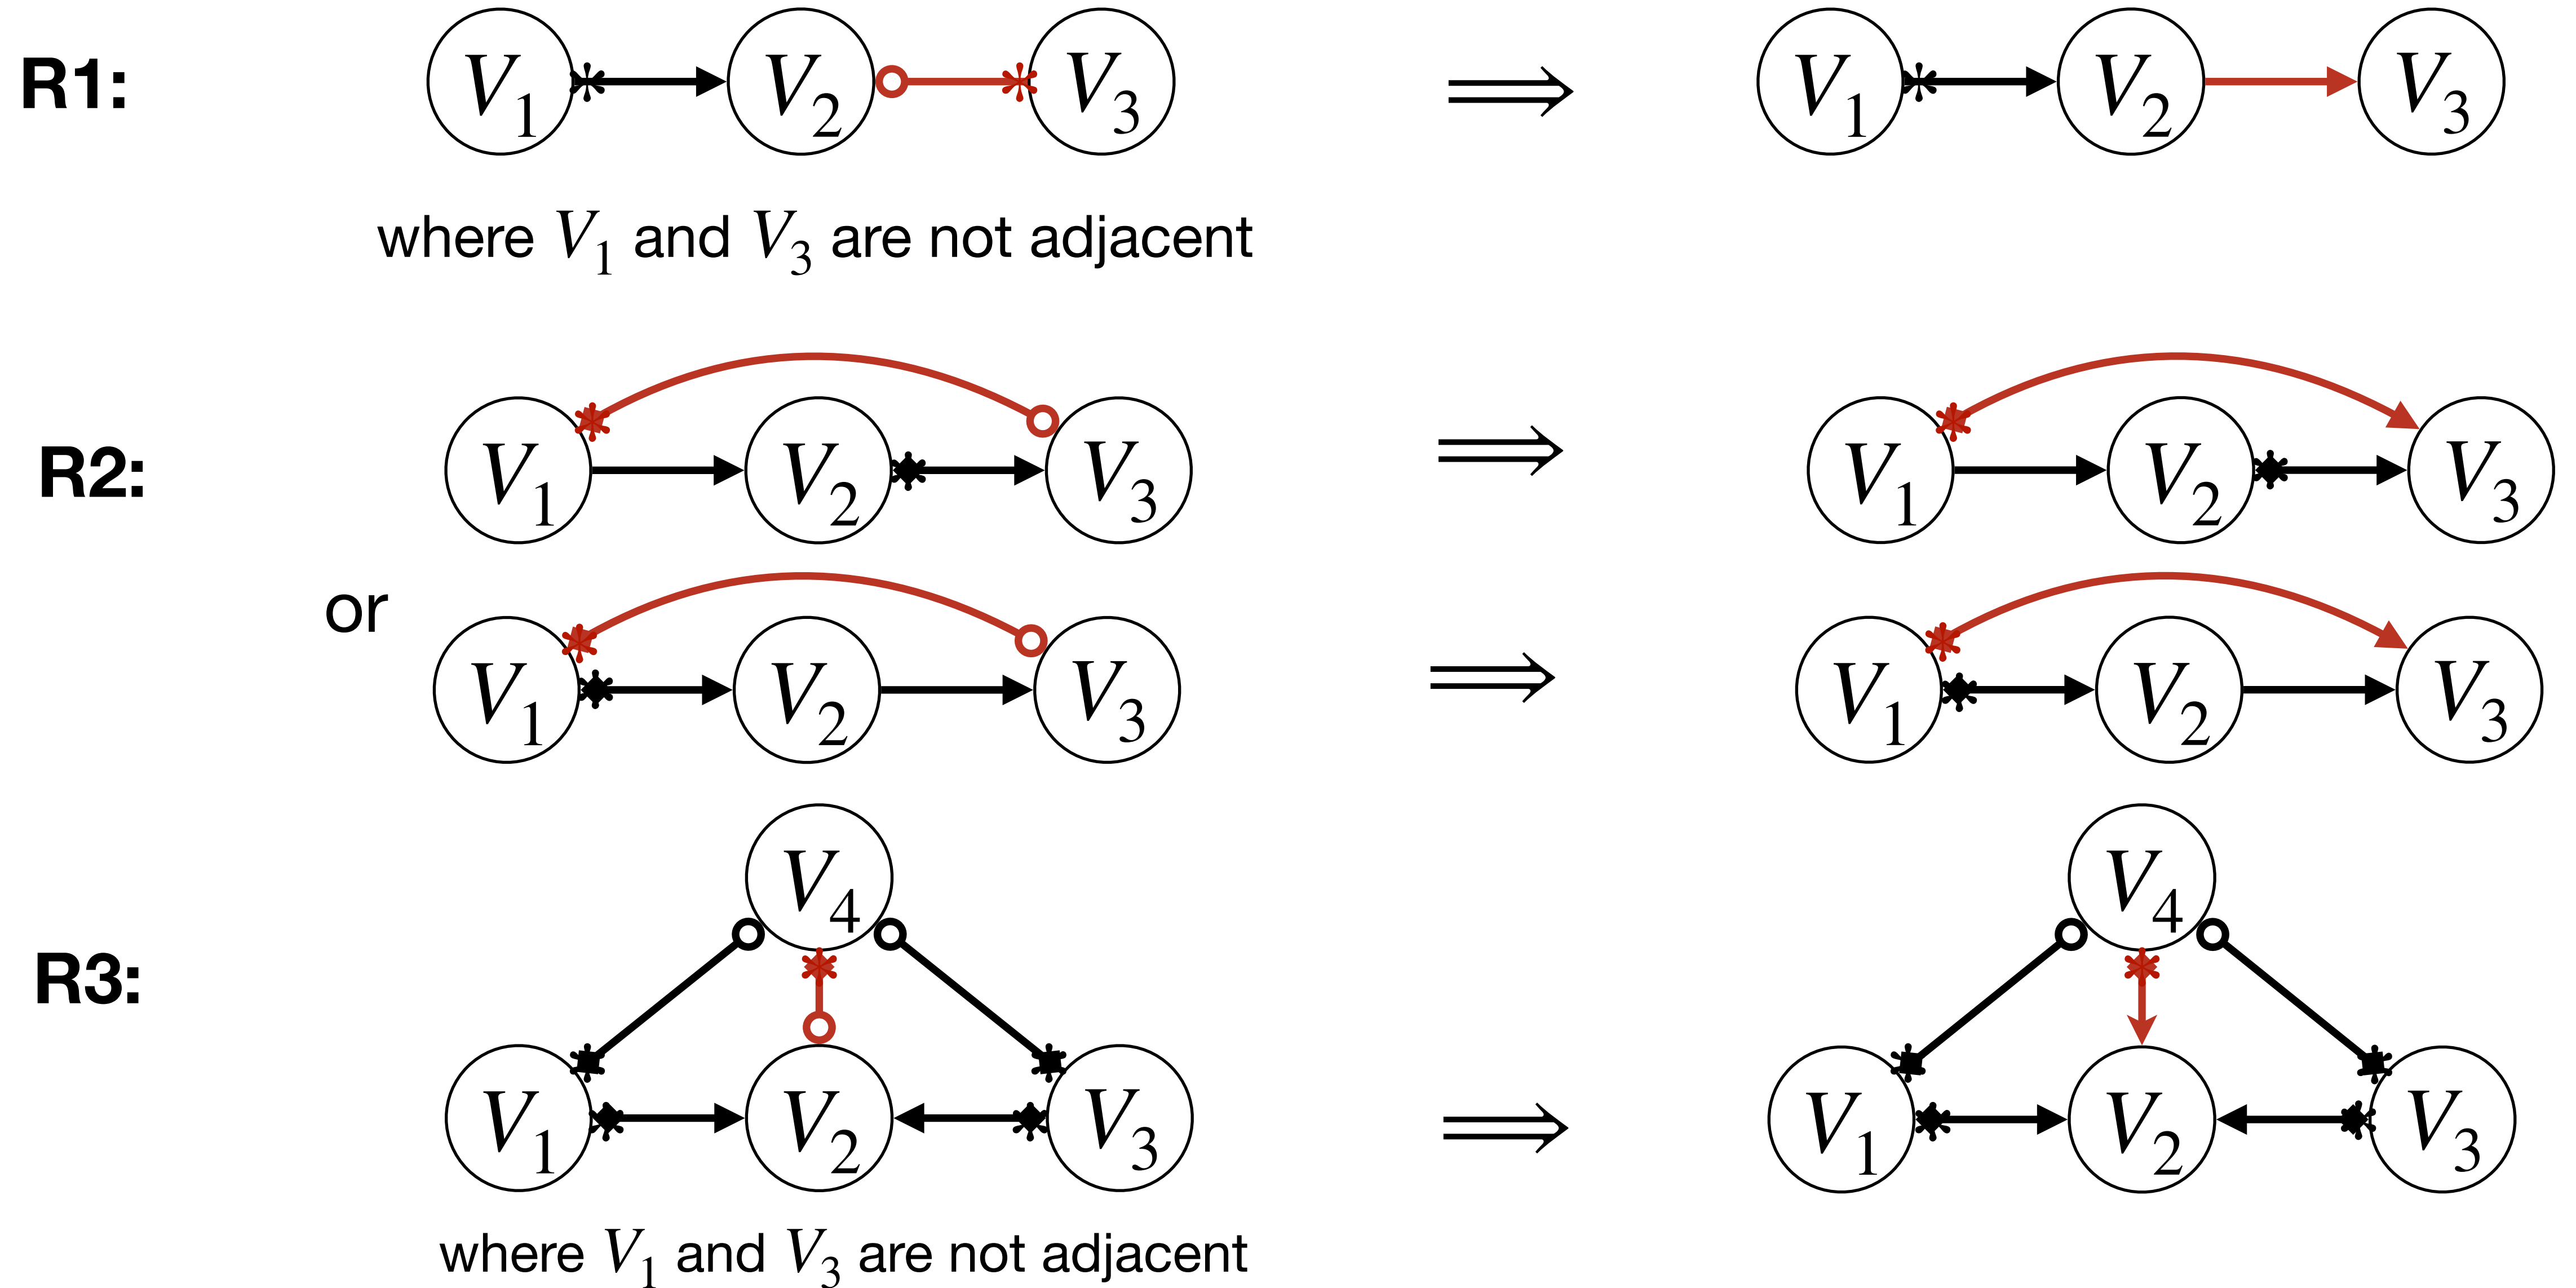 R1: V1 V2 V3 ⟹ V1 V2 V3
where V1 and V3 are not adjacent
R2: V1 V2 V3 ⟹ V1 V2 V3
or
V1 V2 V3 ⟹ V1 V2 V3
V4 V4
R3:
V1 V2 V3 ⟹ V1 V2 V3
where V1 and V3 are not adjacent